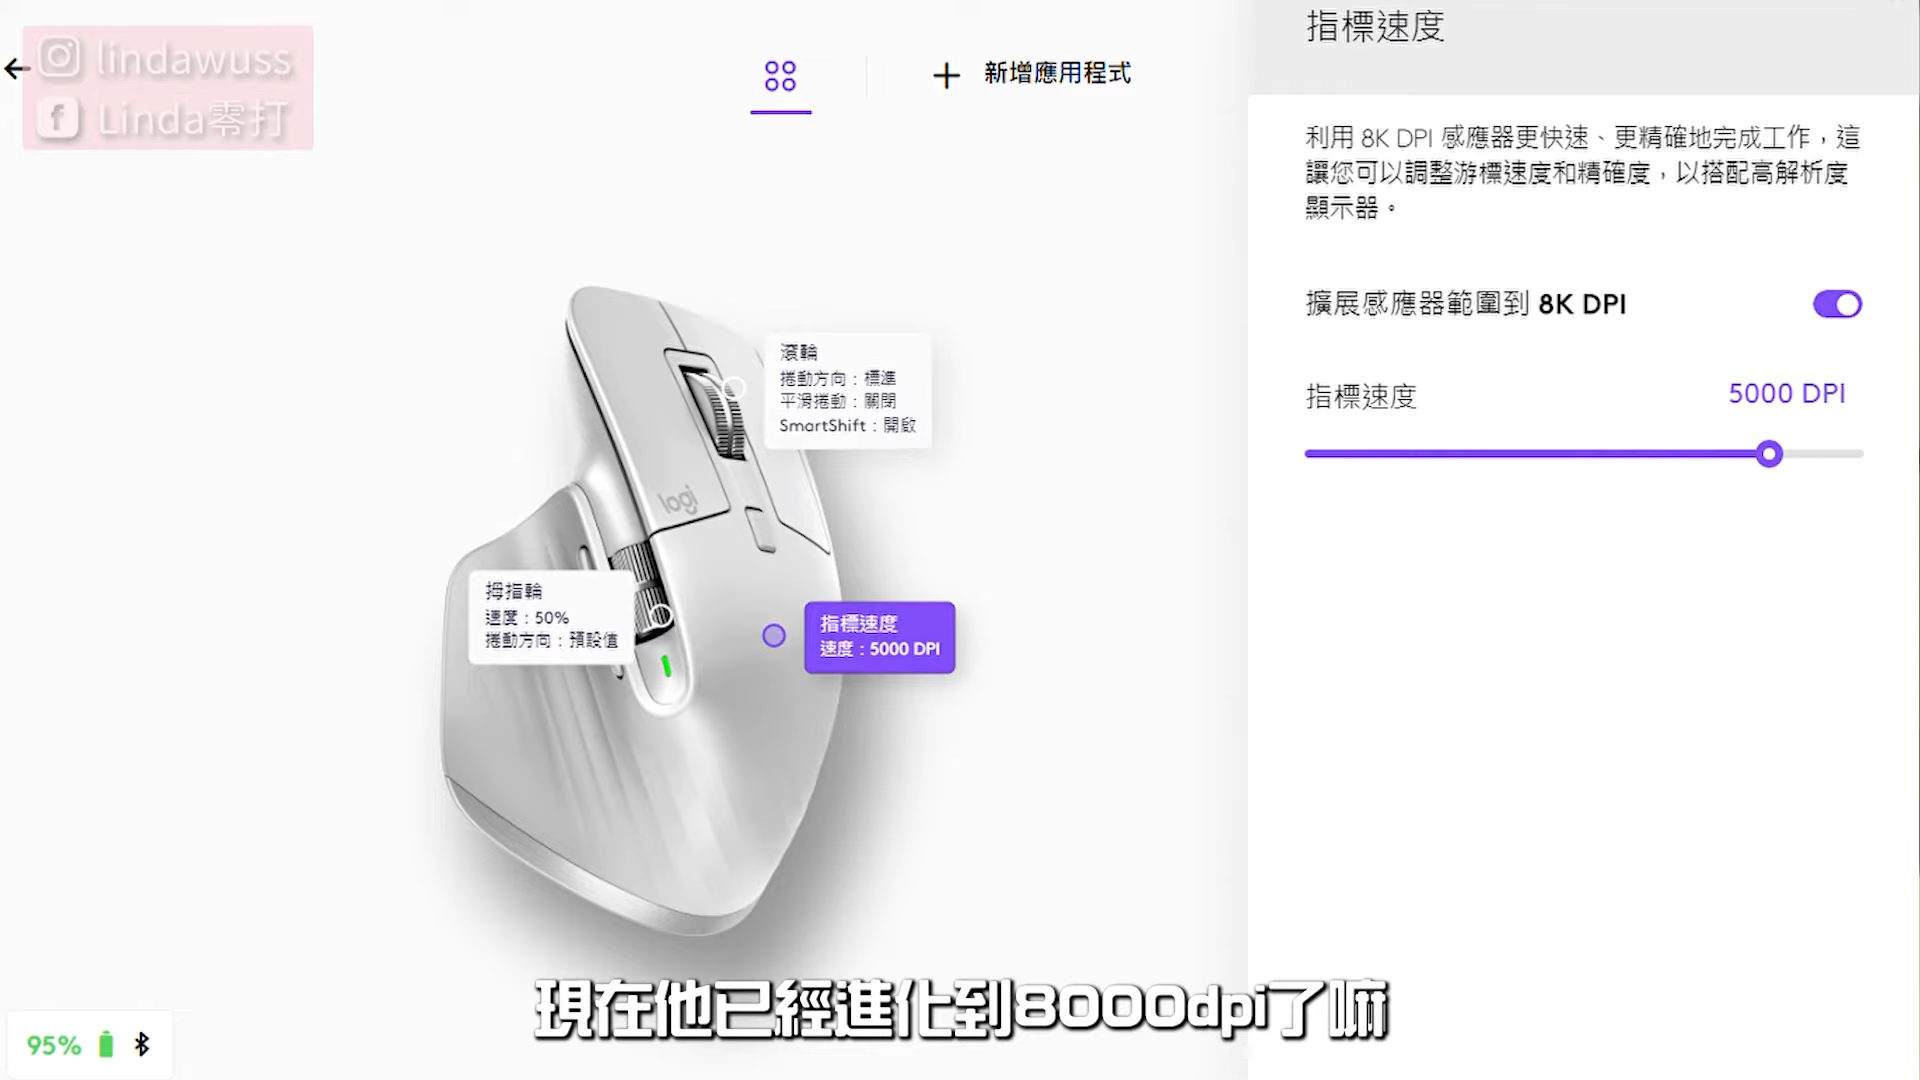 lindawuss
Linda零打
新增應用程式
指標速度
利用 8K DPI 感應器更快速、更精確地完成工作，這
讓您可以調整游標速度和精確度，以搭配高解析度
顯示器。
擴展感應器範圍到 8K DPI
指標速度
5000 DPI
滾輪
捲動方向：標準
平滑捲動：關閉
SmartShift：開啟
logi
拇指輪
速度：50%
捲動方向：預設值
指標速度
速度：5000 DPI
現在他已經進化到8000dpi了嘛
95%